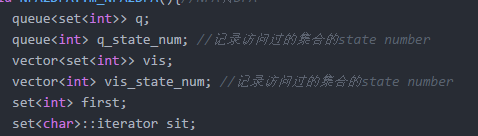 queue<set<int>> q;
queue<int> q_state_num; //记录访问过的集合的state number
vector<set<int>> vis;
vector<int> vis_state_num; //记录访问过的集合的state number
set<int> first;
set<char>::iterator sit;